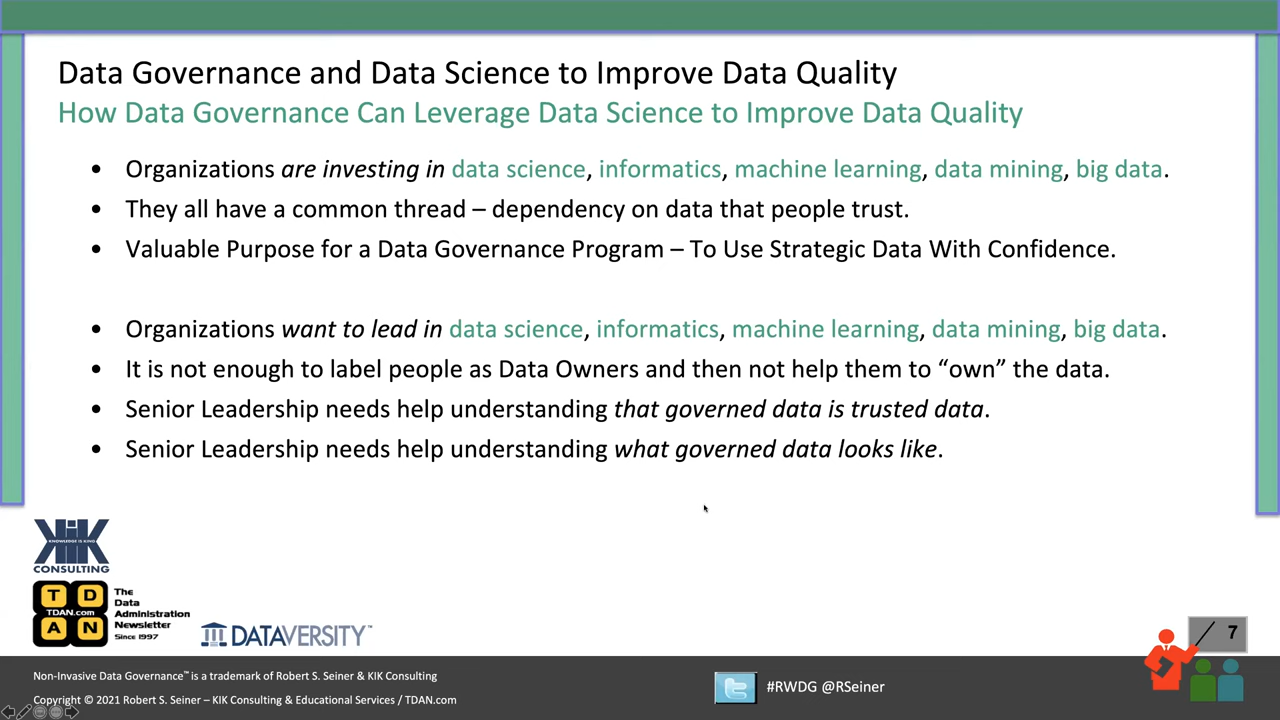 Data Governance and Data Science to Improve Data Quality
How Data Governance Can Leverage Data Science to Improve Data Quality
• Organizations are investing in data science, informatics, machine learning, data mining, big data.
• They all have a common thread – dependency on data that people trust.
• Valuable Purpose for a Data Governance Program – To Use Strategic Data With Confidence.
• Organizations want to lead in data science, informatics, machine learning, data mining, big data.
• It is not enough to label people as Data Owners and then not help them to “own” the data.
• Senior Leadership needs help understanding that governed data is trusted data.
• Senior Leadership needs help understanding what governed data looks like.
KIK
KNOWLEDGE IS KING
CONSULTING
T D
TDAN.com
A N
The
Data
Administration
Newsletter
Since 1997
DATAVERSITY™
7
Non-Invasive Data Governance™ is a trademark of Robert S. Seiner & KIK Consulting
Copyright © 2021 Robert S. Seiner – KIK Consulting & Educational Services / TDAN.com
#RWDG @RSeiner